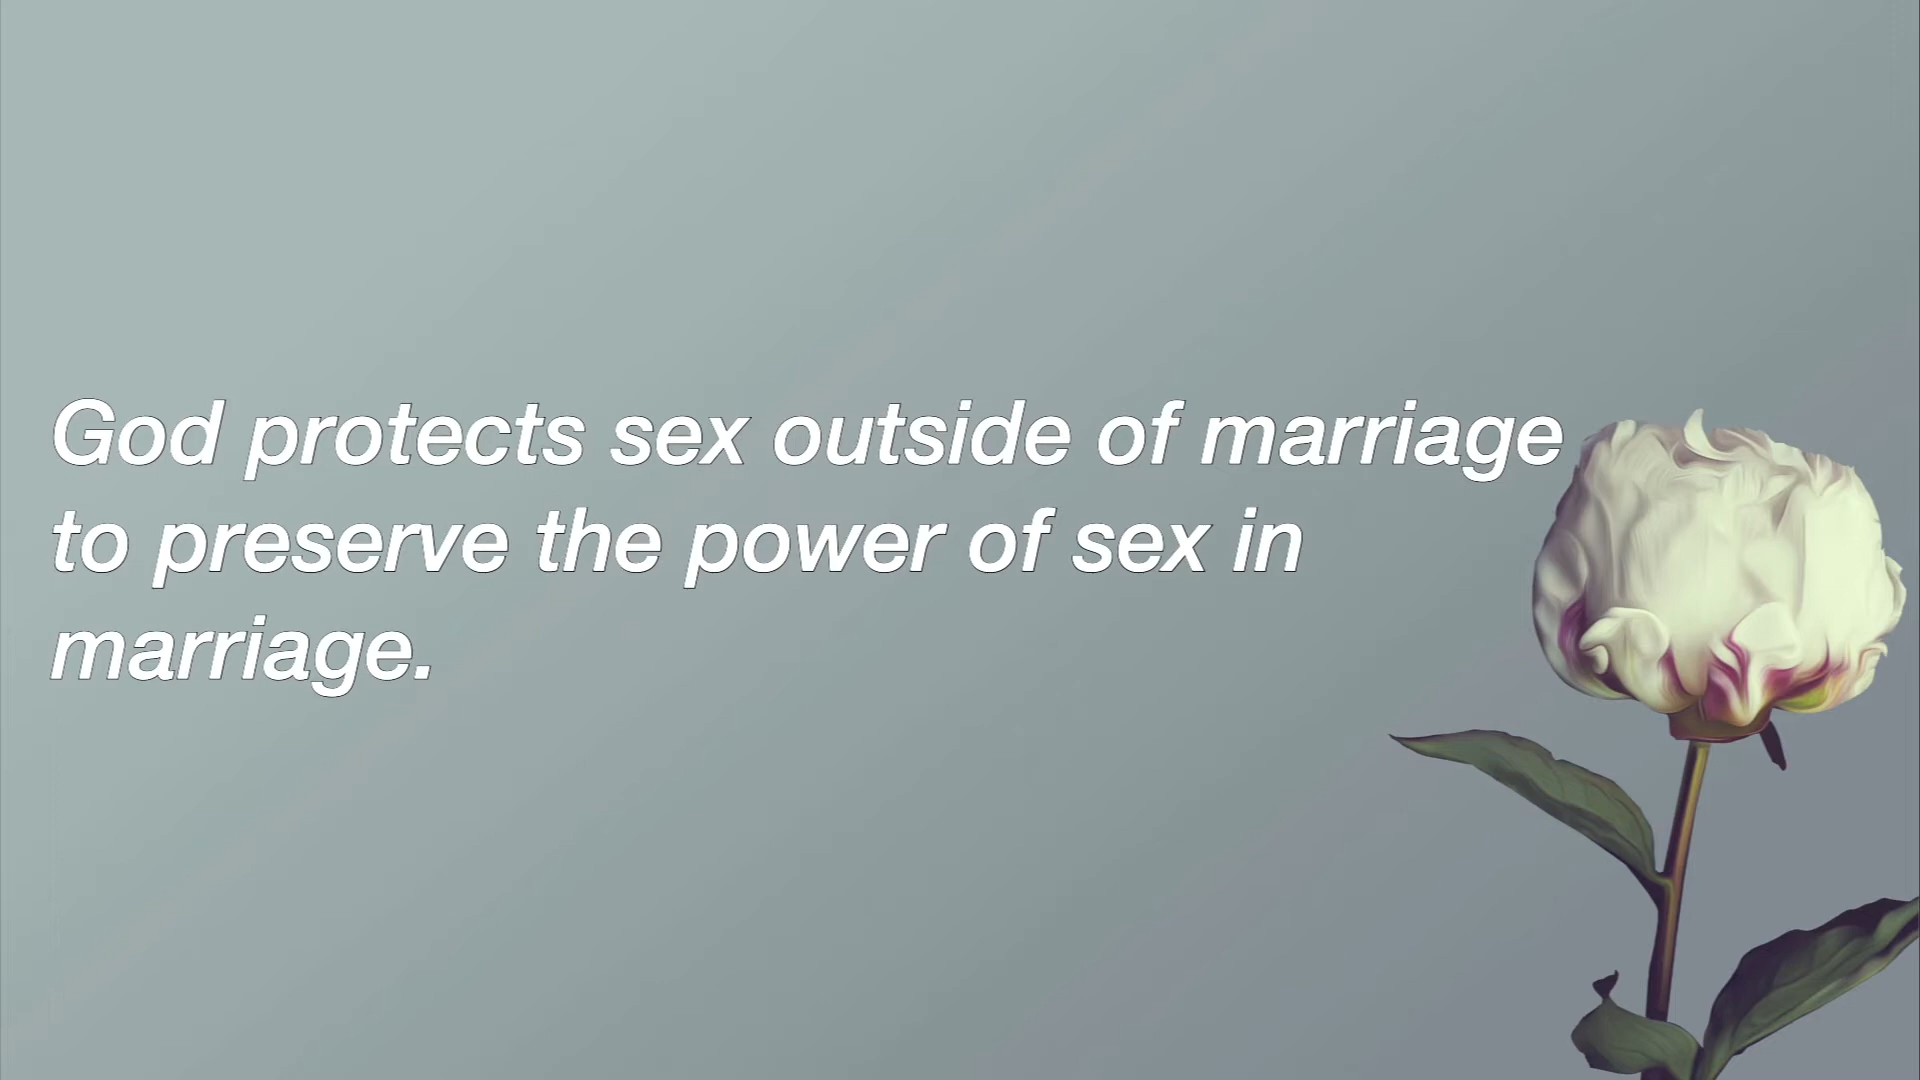 God protects sex outside of marriage
to preserve the power of sex in
marriage.